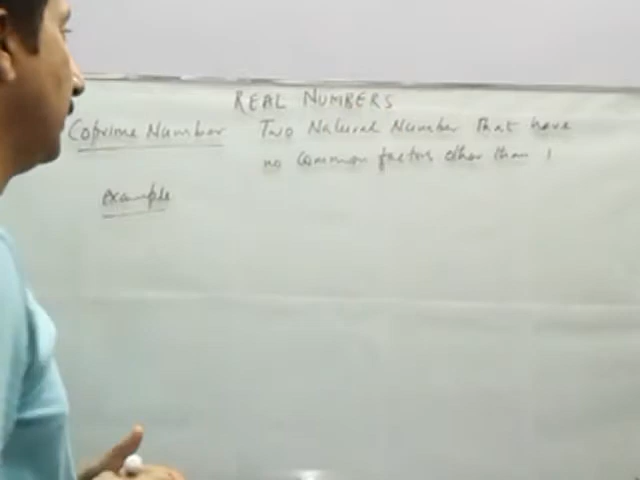 REAL NUMBERS
Coprime Number Two Natural Number That have
no common factors other than 1
Example